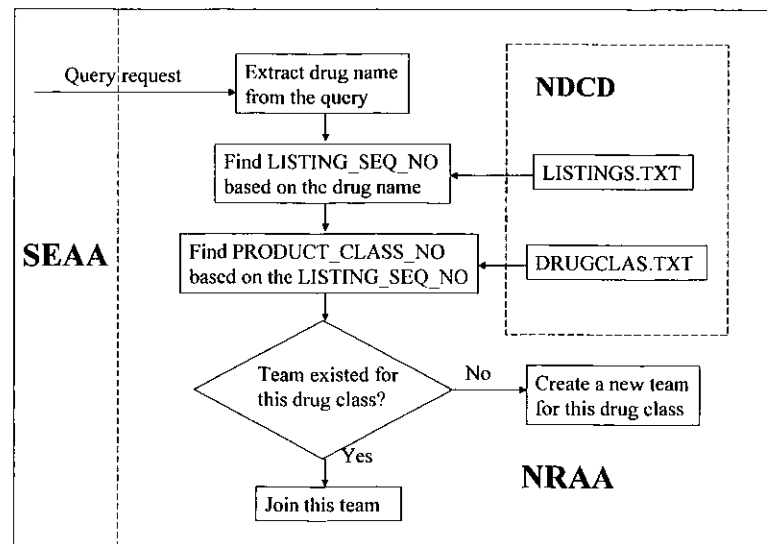 Query request
Extract drug name
from the query
NDCD
Find LISTING_SEQ_NO
based on the drug name
LISTINGS.TXT
SEAA
Find PRODUCT_CLASS_NO
based on the LISTING_SEQ_NO
DRUGCLAS.TXT
Team existed for
this drug class?
No
Create a new team
for this drug class
Yes
Join this team
NRAA